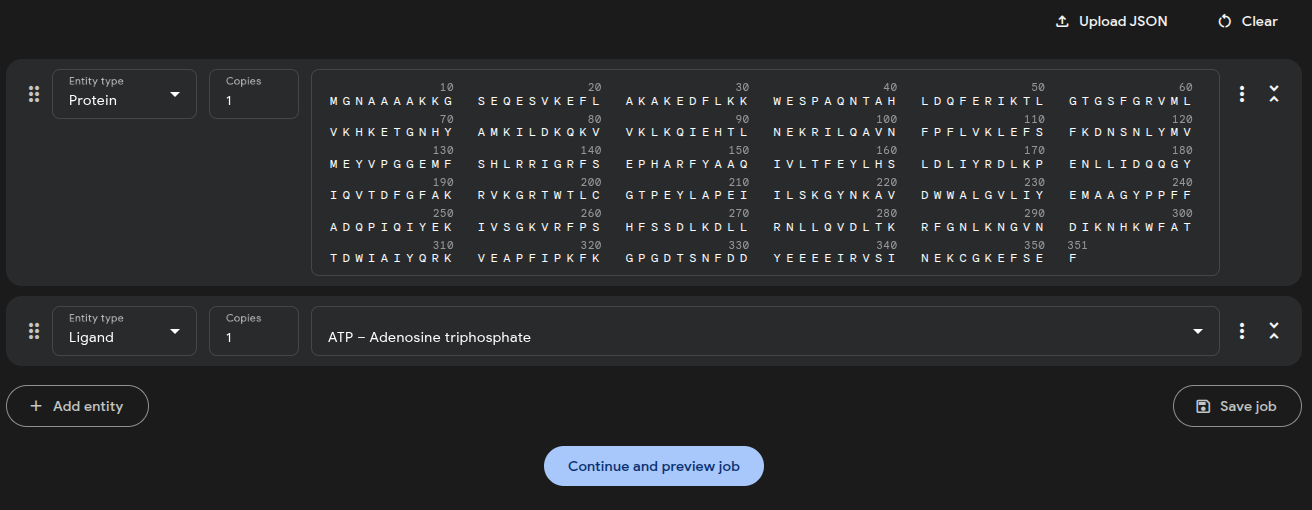 Upload JSON Clear
Entity type Copies
Protein 1
10 20 30 40 50 60
MGNAAAAKKG SEQESVKEFL AKAKEDFLKK WESPAQNTAH LDQFERIKTL GTGSFGRVML
70 80 90 100 110 120
VKHKETGNHY AMKILDKQKV VKLKQIEHTL NEKRILQAVN FPFLVKLEFS FKDNSNLYMV
130 140 150 160 170 180
MEYVPGGEMF SHLRRIGRFS EPHARFYAAQ IVLTFEYLHS LDLIYRDLKP ENLLIDQQGY
190 200 210 220 230 240
IQVTDFGFAK RVKGRTWTLC GTPEYLAPEI ILSKGYNKAV DWWALGVLIY EMAAGYPPFF
250 260 270 280 290 300
ADQPIQIYEK IVSGKVRFPS HFSSDLKDLL RNLLQVDLTK RFGNLKNGVN DIKNHKWFAT
310 320 330 340 350 351
TDWIAIYQRK VEAPFIPKFK GPGDTSNFDD YEEEEIRVSI NEKCGKEFSE F
Entity type Copies
Ligand 1 ATP – Adenosine triphosphate
+ Add entity Save job
Continue and preview job